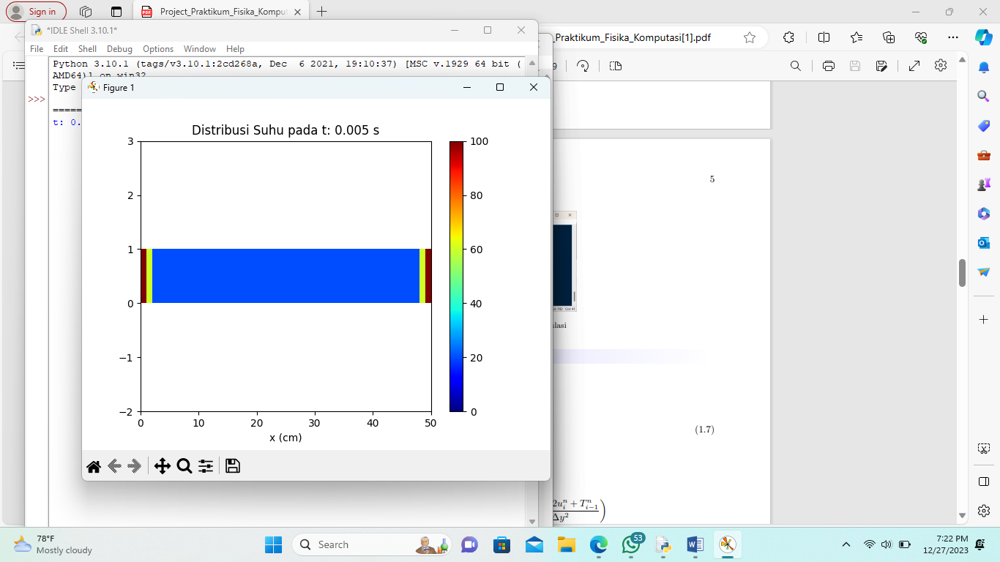 Sign in
Project_Praktikum_Fisika_Komput
*IDLE Shell 3.10.1*
_Praktikum_Fisika_Komputasi[1].pdf
File Edit Shell Debug Options Window Help
Python 3.10.1 (tags/v3.10.1:2cd268a, Dec 6 2021, 19:10:37) [MSC v.1929 64 bit (
AMD64)] on win32
Type
>>>
=====
t: 0.
9
Figure 1
Distribusi Suhu pada t: 0.005 s
3
2
1
0
−1
−2
0 10 20 30 40 50
x (cm)
100
80
60
40
20
0
5
lasi
(1.7)
2u_i^n + T_{i-1}^n
Δy²
)
78°F
Mostly cloudy
Search
53
7:22 PM
12/27/2023